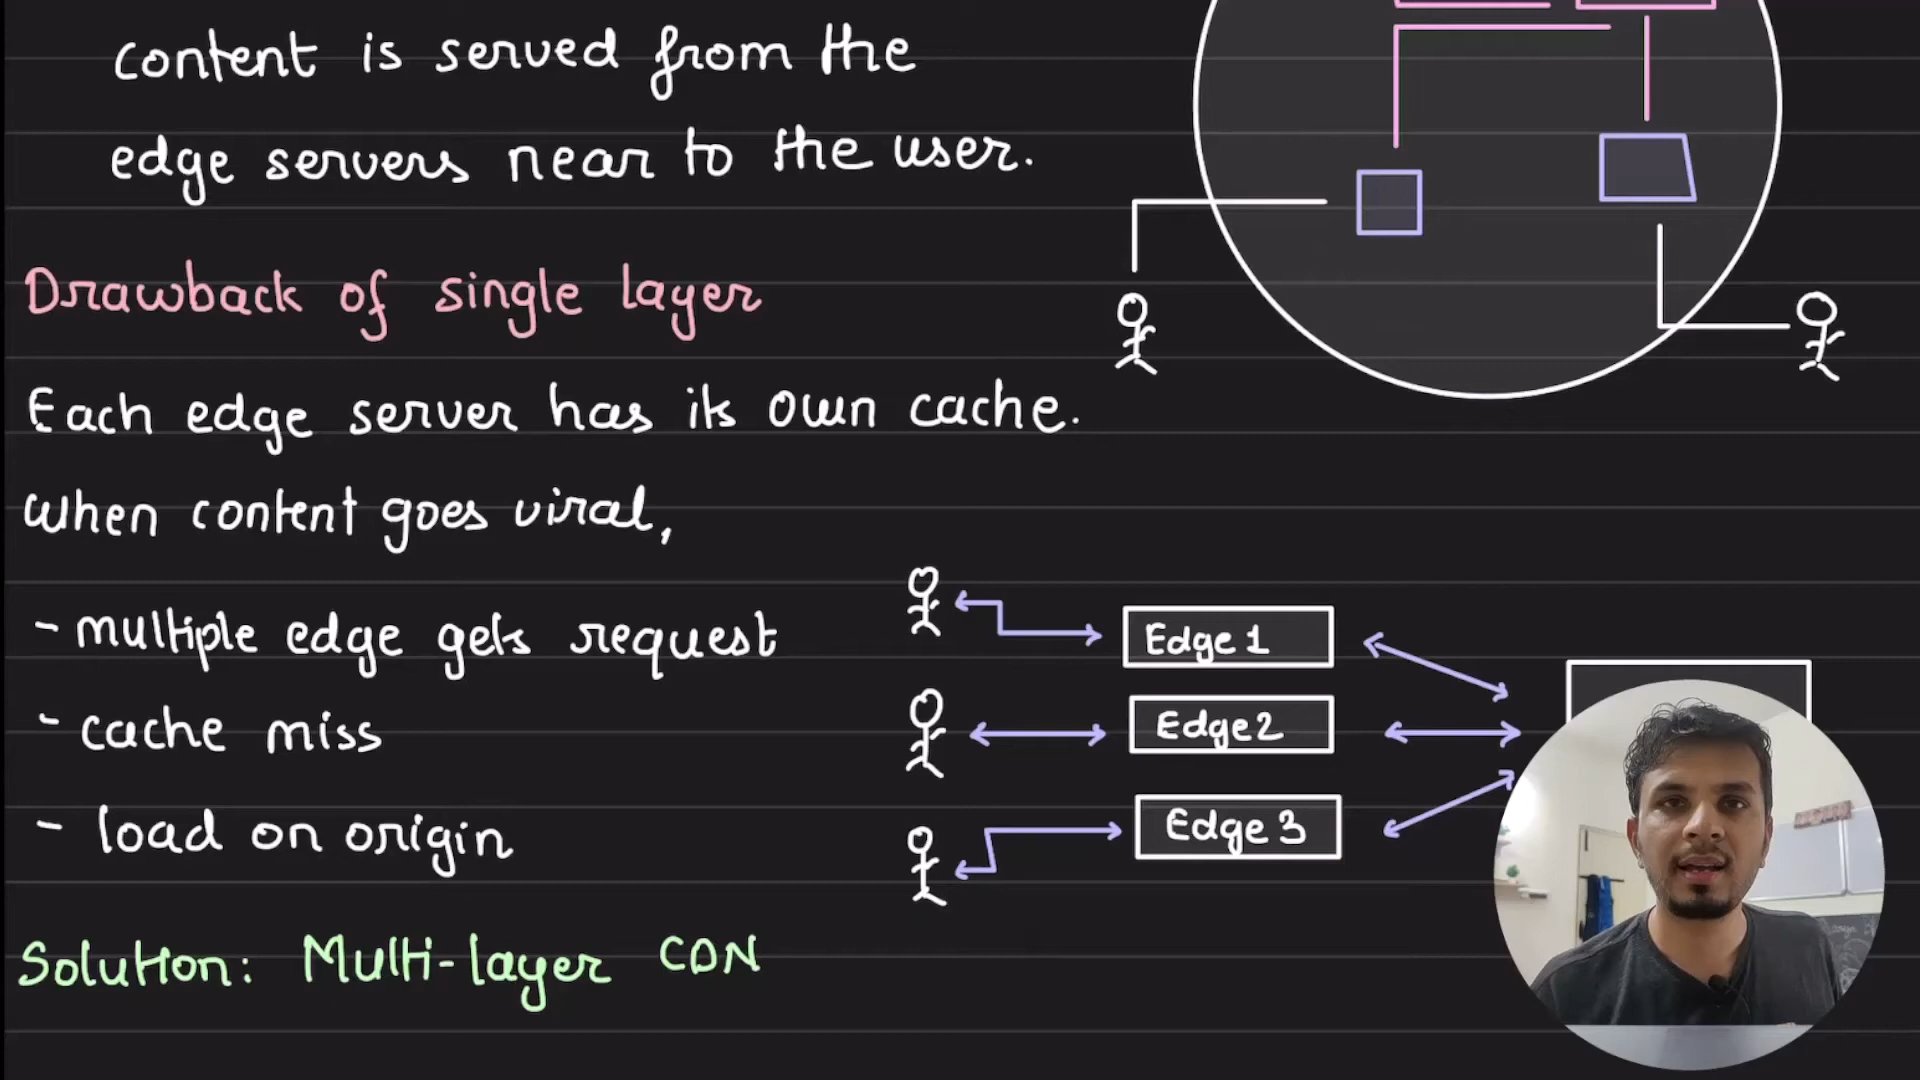 content is served from the
edge servers near to the user.
Drawback of single layer
Each edge server has its own cache.
When content goes viral,
- multiple edge gets request
- cache miss
- load on origin
Edge 1
Edge 2
Edge 3
Solution: Multi-layer CDN